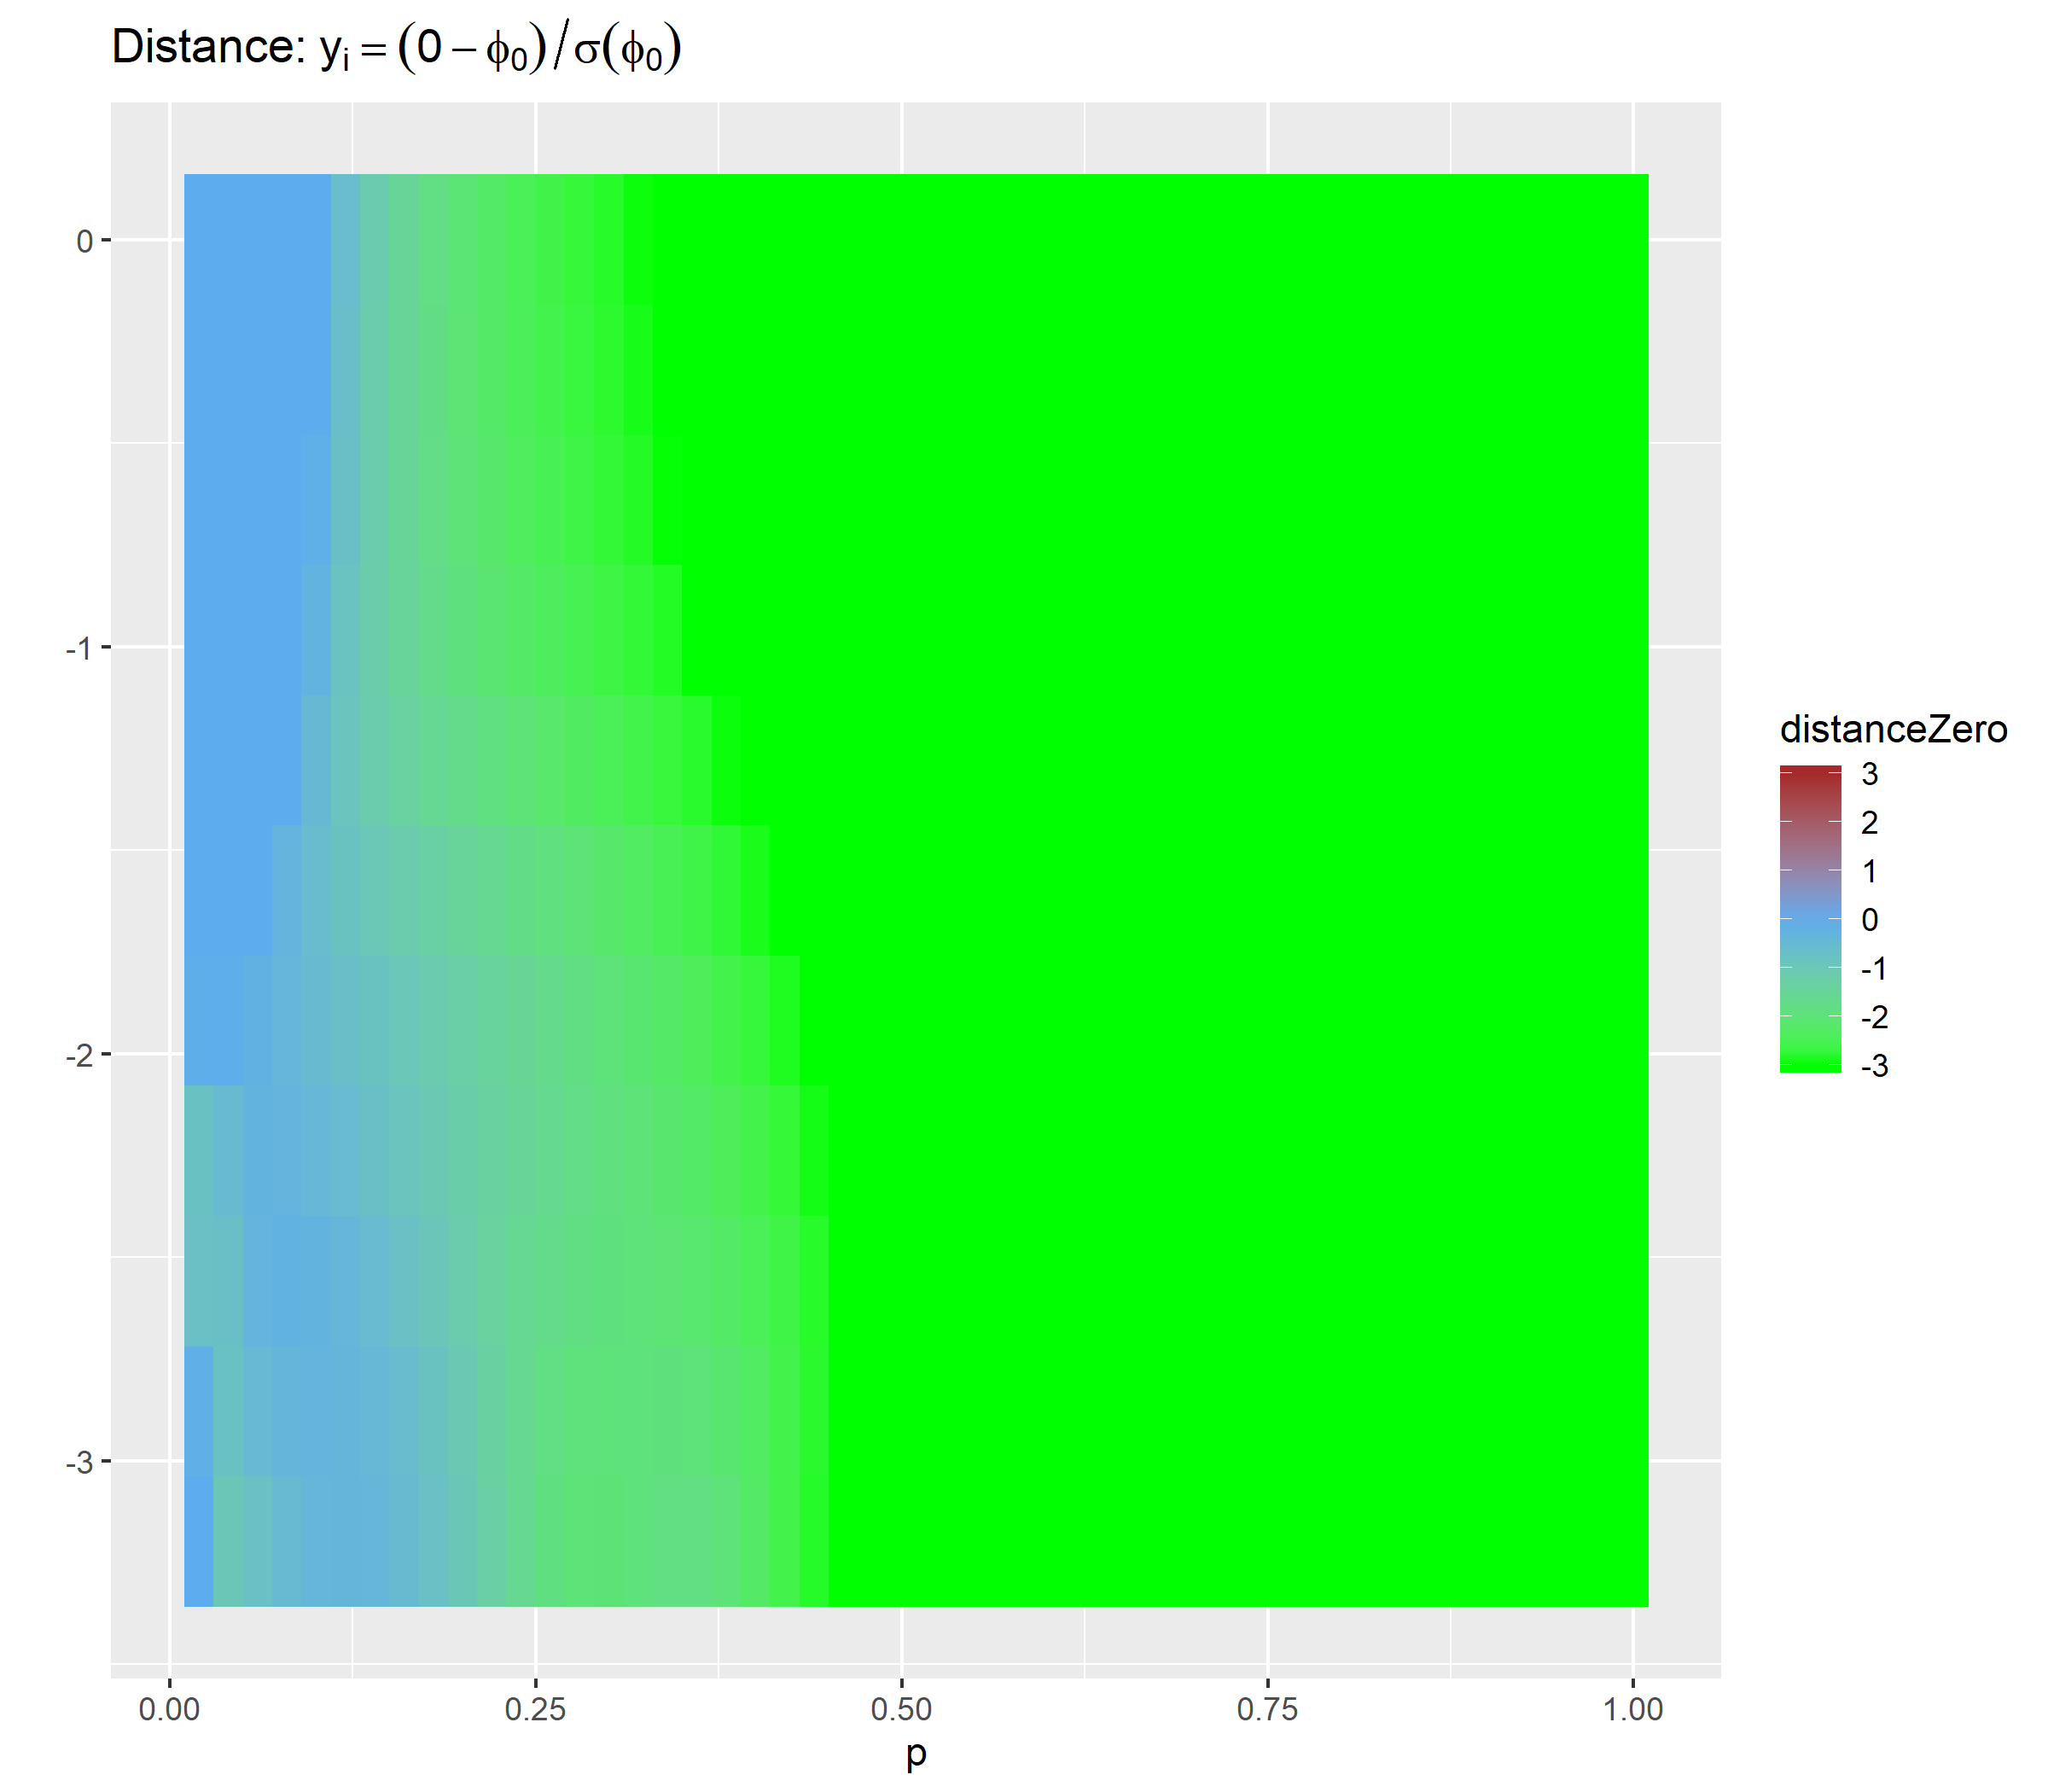 Distance: yᵢ = (0 − ϕ₀)/σ(ϕ₀)
0
-1
-2
-3
0.00 0.25 0.50 0.75 1.00
p
distanceZero
3
2
1
0
-1
-2
-3